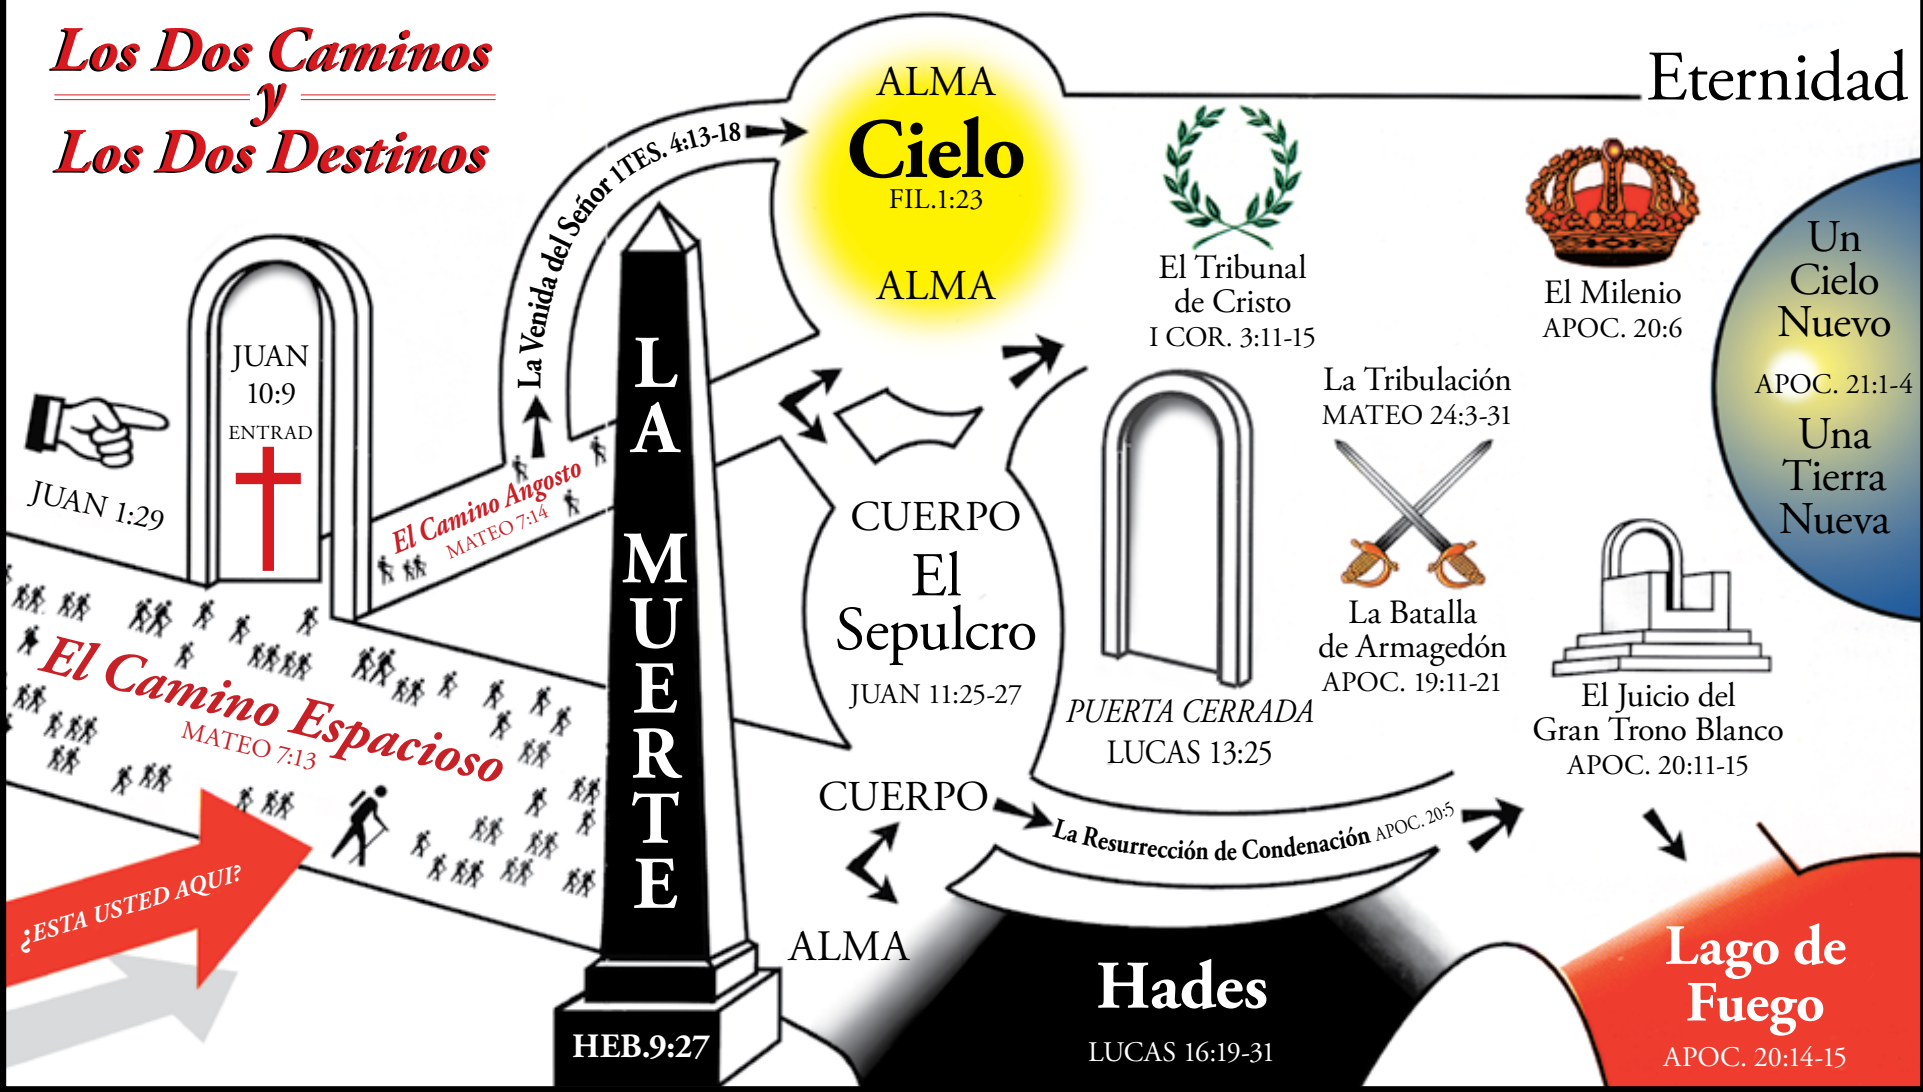 Los Dos Caminos
y
Los Dos Destinos
JUAN
10:9
ENTRAD
JUAN 1:29
El Camino Angosto
MATEO 7:14
La Venida del Señor 1TES. 4:13-18
El Camino Espacioso
MATEO 7:13
¿ESTA USTED AQUI?
LA MUERTE
HEB.9:27
ALMA
Cielo
FIL.1:23
ALMA
CUERPO
El
Sepulcro
JUAN 11:25-27
CUERPO
ALMA
La Resurrección de Condenación APOC. 20:5
Hades
LUCAS 16:19-31
Eternidad
El Tribunal
de Cristo
I COR. 3:11-15
PUERTA CERRADA
LUCAS 13:25
La Tribulación
MATEO 24:3-31
La Batalla
de Armagedón
APOC. 19:11-21
El Milenio
APOC. 20:6
El Juicio del
Gran Trono Blanco
APOC. 20:11-15
Un
Cielo
Nuevo
APOC. 21:1-4
Una
Tierra
Nueva
Lago de
Fuego
APOC. 20:14-15